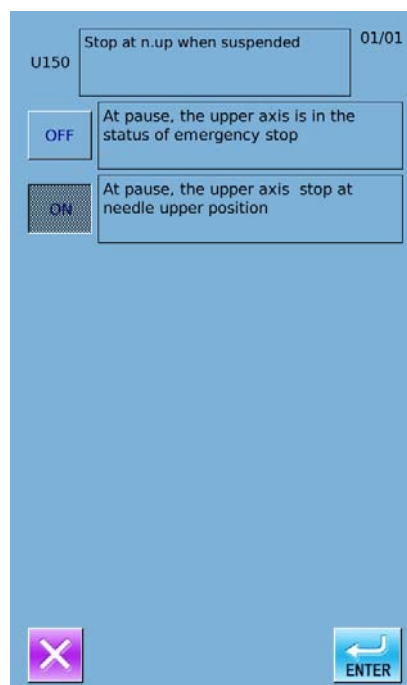 Stop at n.up when suspended
01/01
U150
OFF
At pause, the upper axis is in the
status of emergency stop
ON
At pause, the upper axis  stop at
needle upper position
ENTER